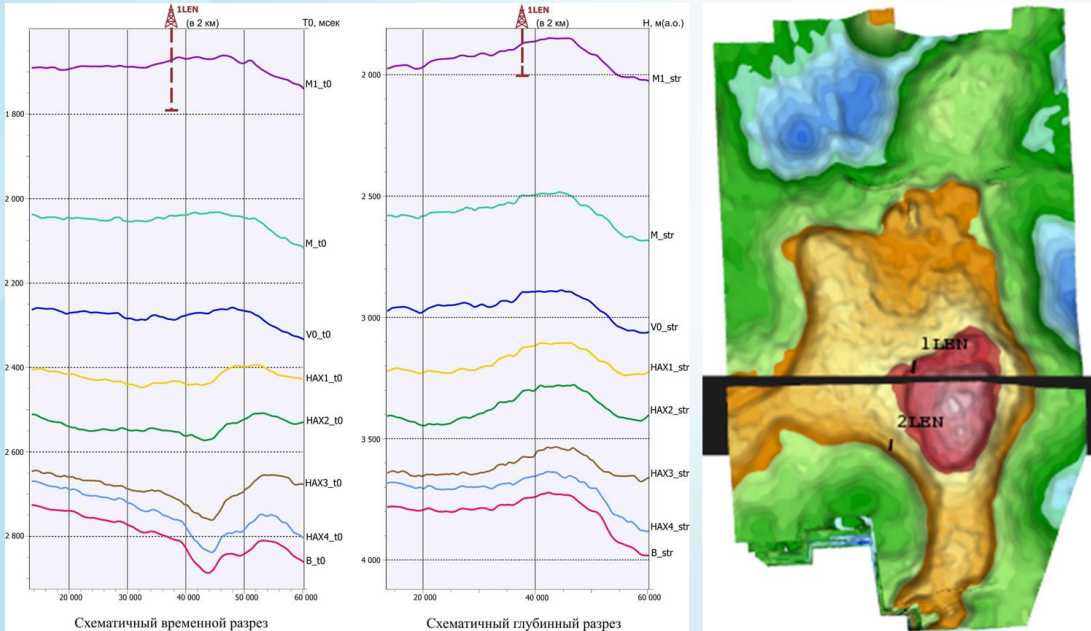 1LEN
(в 2 км)
T0, мсек
M1_t0
1 800
2 000
M_t0
2 200
V0_t0
2 400
HAX1_t0
HAX2_t0
2 600
HAX3_t0
HAX4_t0
2 800
B_t0
20 000
30 000
40 000
50 000
60 000
Схематичный временной разрез
1LEN
(в 2 км)
H, м(а.о.)
2 000
M1_str
2 500
M_str
3 000
V0_str
HAX1_str
HAX2_str
3 500
HAX3_str
HAX4_str
B_str
4 000
20 000
40 000
60 000
Схематичный глубинный разрез
1LEN
2LEN